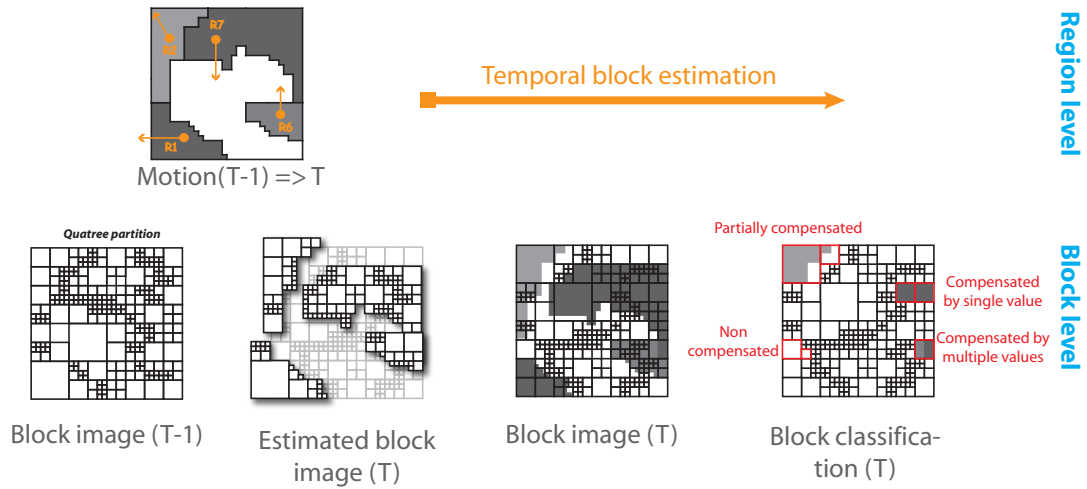 R2
R7
R6
R1
Motion(T-1) => T
Temporal block estimation
Region level
Quatree partition
Partially compensated
Compensated
by single value
Non
compensated
Compensated by
multiple values
Block level
Block image (T-1)
Estimated block
image (T)
Block image (T)
Block classifica-
tion (T)